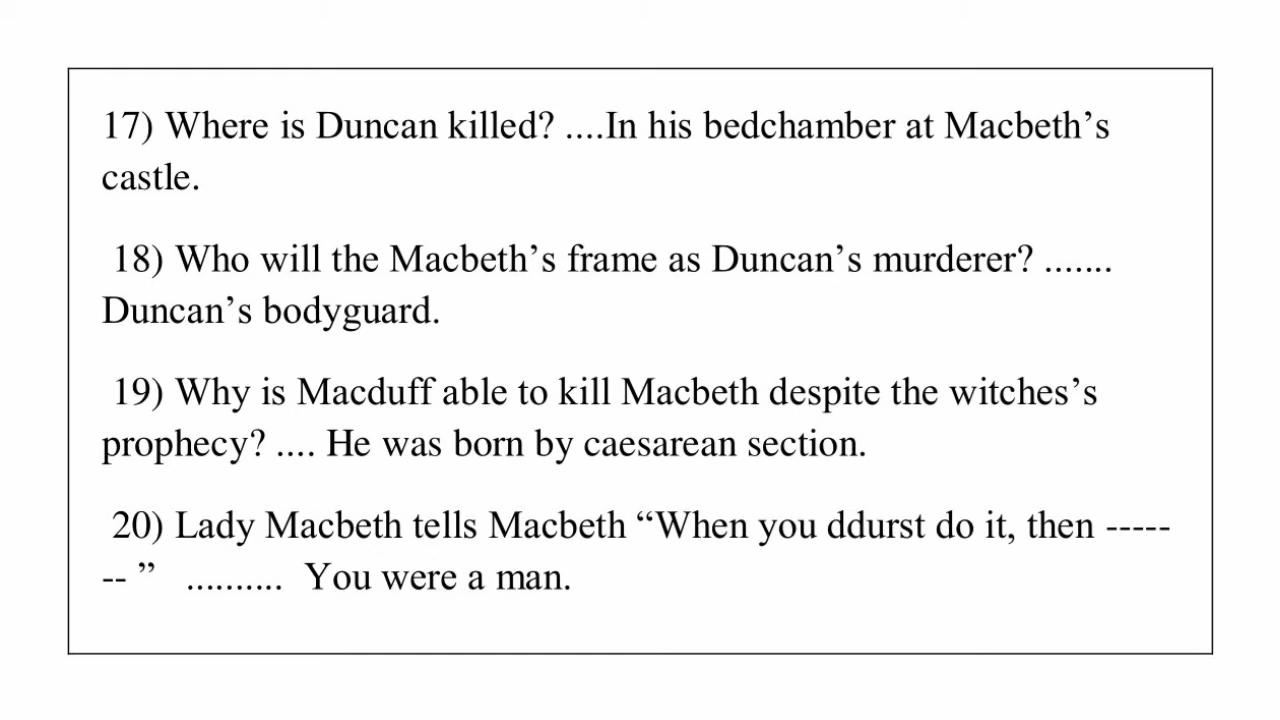 17) Where is Duncan killed? ....In his bedchamber at Macbeth’s
castle.
18) Who will the Macbeth’s frame as Duncan’s murderer? .......
Duncan’s bodyguard.
19) Why is Macduff able to kill Macbeth despite the witches’s
prophecy? .... He was born by caesarean section.
20) Lady Macbeth tells Macbeth “When you ddurst do it, then -----
-- ” .......... You were a man.